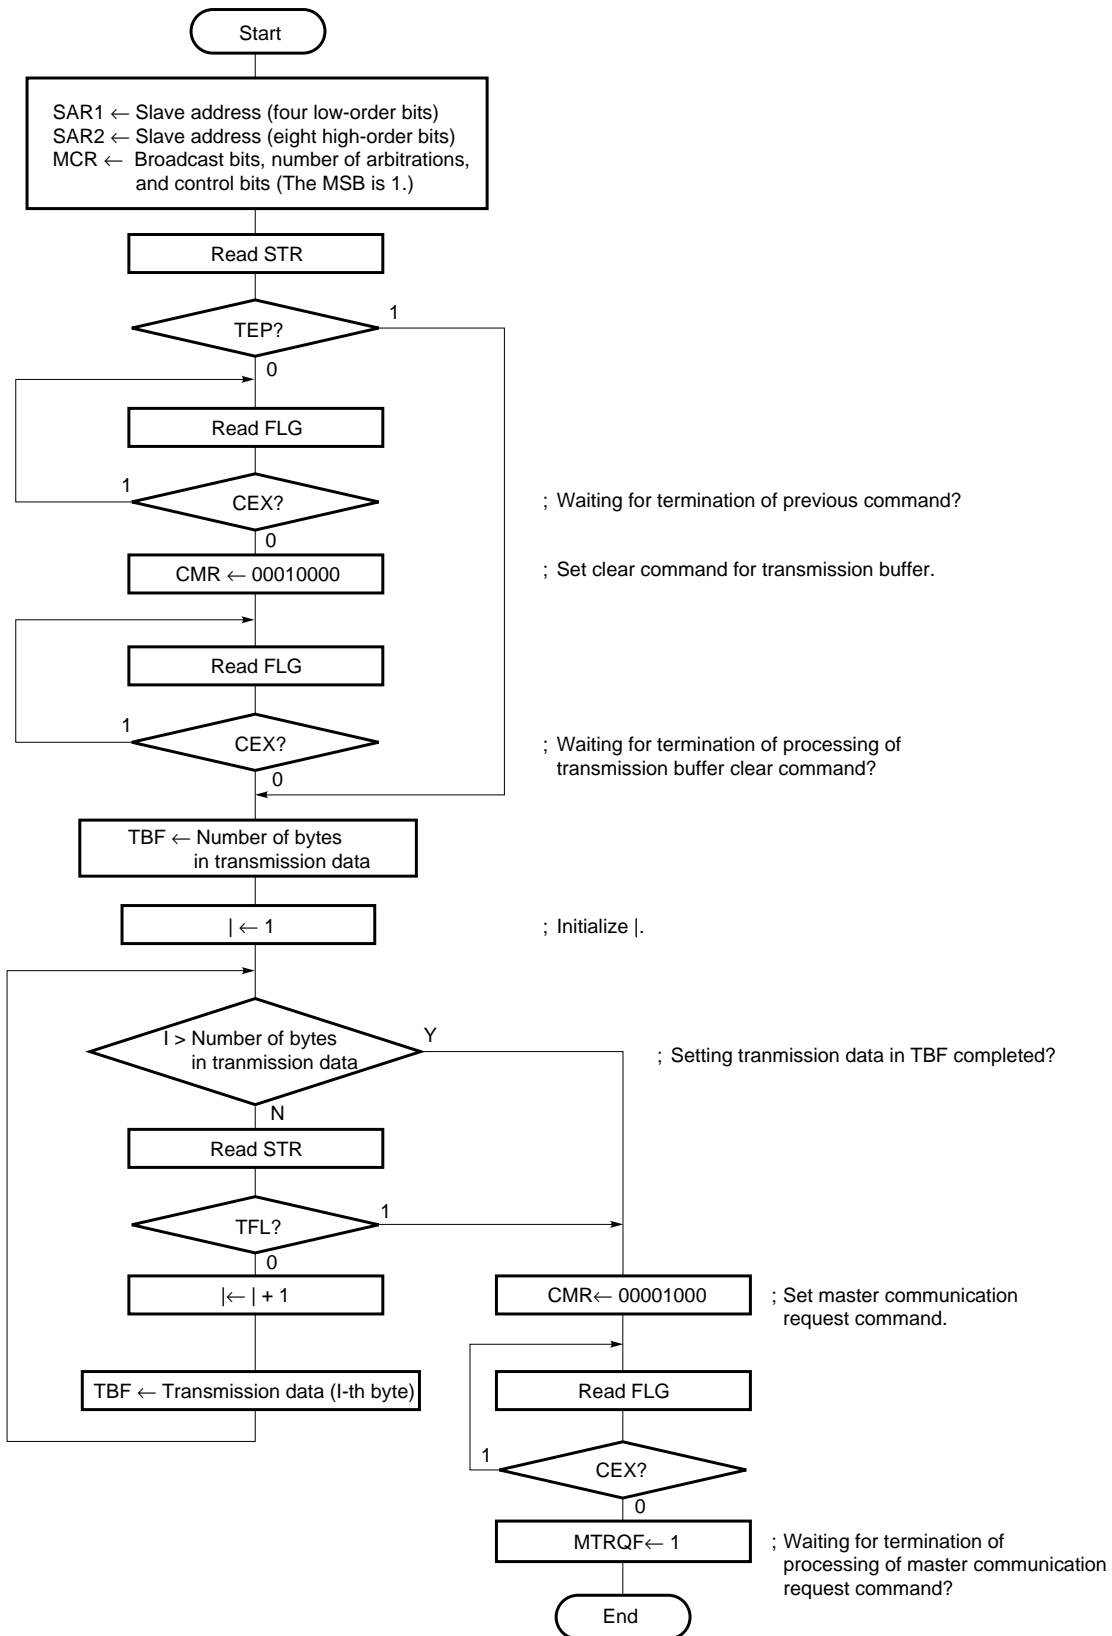 Start
SAR1 ← Slave address (four low-order bits)
SAR2 ← Slave address (eight high-order bits)
MCR ← Broadcast bits, number of arbitrations,
and control bits (The MSB is 1.)
Read STR
TEP?
1
0
Read FLG
1
CEX?
; Waiting for termination of previous command?
0
CMR ← 00010000
; Set clear command for transmission buffer.
Read FLG
1
CEX?
; Waiting for termination of processing of
transmission buffer clear command?
0
TBF ← Number of bytes
in transmission data
| ← 1
; Initialize |.
I > Number of bytes
in tranmission data
Y
; Setting tranmission data in TBF completed?
N
Read STR
TFL?
1
0
|← | + 1
CMR← 00001000
; Set master communication
request command.
TBF ← Transmission data (I-th byte)
Read FLG
1
CEX?
0
MTRQF← 1
; Waiting for termination of
processing of master communication
request command?
End